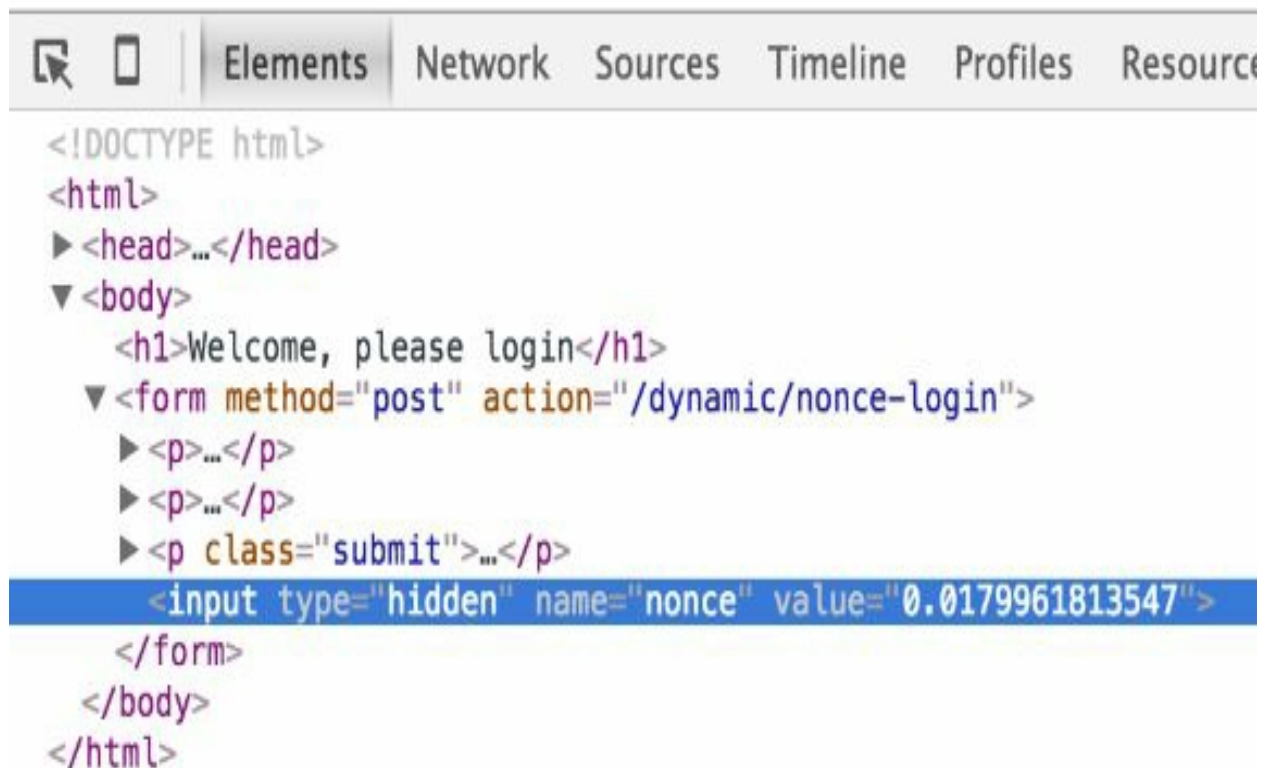 Elements Network Sources Timeline Profiles Resource
<!DOCTYPE html>
<html>
▶ <head>…</head>
▼ <body>
<h1>Welcome, please login</h1>
▼ <form method="post" action="/dynamic/nonce-login">
▶ <p>…</p>
▶ <p>…</p>
▶ <p class="submit">…</p>
<input type="hidden" name="nonce" value="0.0179961813547">
</form>
</body>
</html>